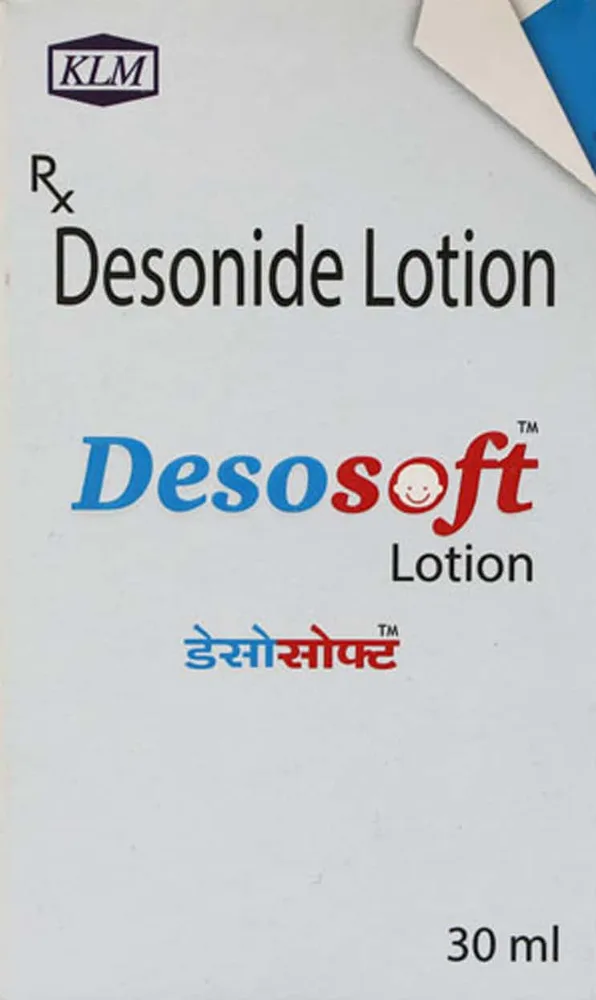 KLM
Rx
Desonide Lotion
Desosoft™
Lotion
डेसोसोफ्ट™
30 ml